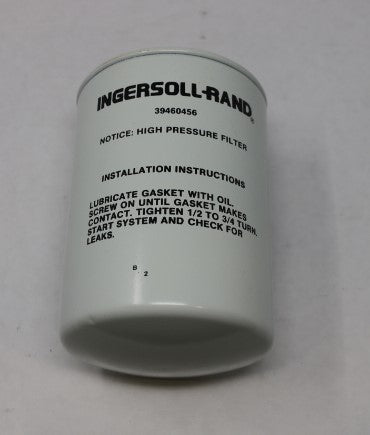 INGERSOLL-RAND®
39460456
NOTICE: HIGH PRESSURE FILTER
INSTALLATION INSTRUCTIONS
LUBRICATE GASKET WITH OIL.
SCREW ON UNTIL GASKET MAKES
CONTACT. TIGHTEN 1/2 TO 3/4 TURN.
START SYSTEM AND CHECK FOR
LEAKS.
B 2